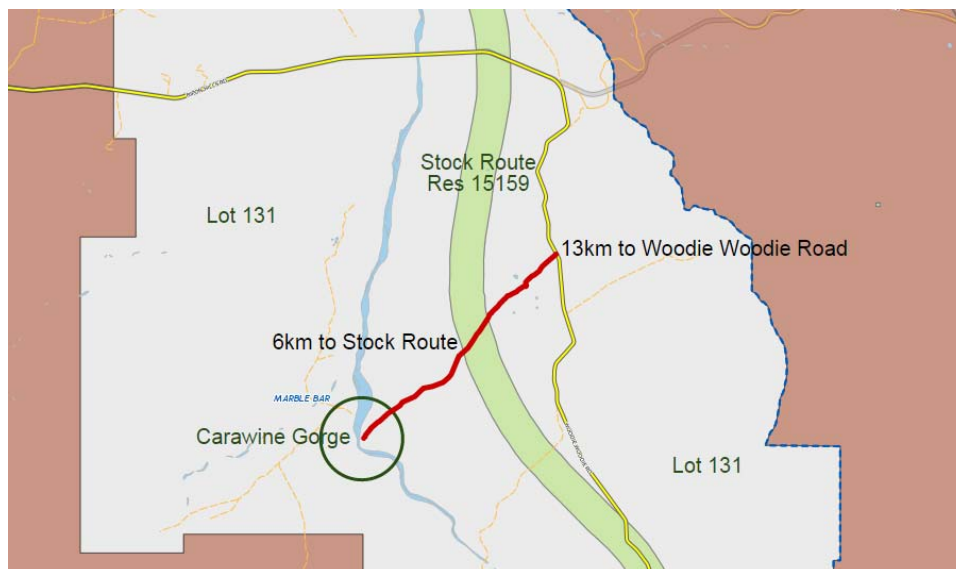 Stock Route
Res 15159
Lot 131
13km to Woodie Woodie Road
6km to Stock Route
MARBLE BAR
Carawine Gorge
Lot 131